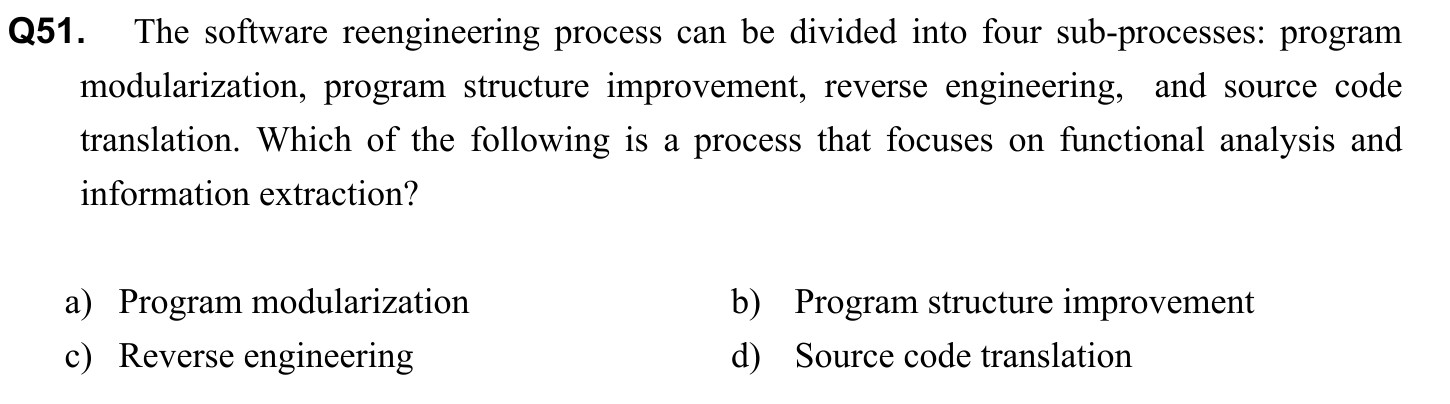 Q51. The software reengineering process can be divided into four sub-processes: program
modularization, program structure improvement, reverse engineering, and source code
translation. Which of the following is a process that focuses on functional analysis and
information extraction?
a) Program modularization b) Program structure improvement
c) Reverse engineering d) Source code translation